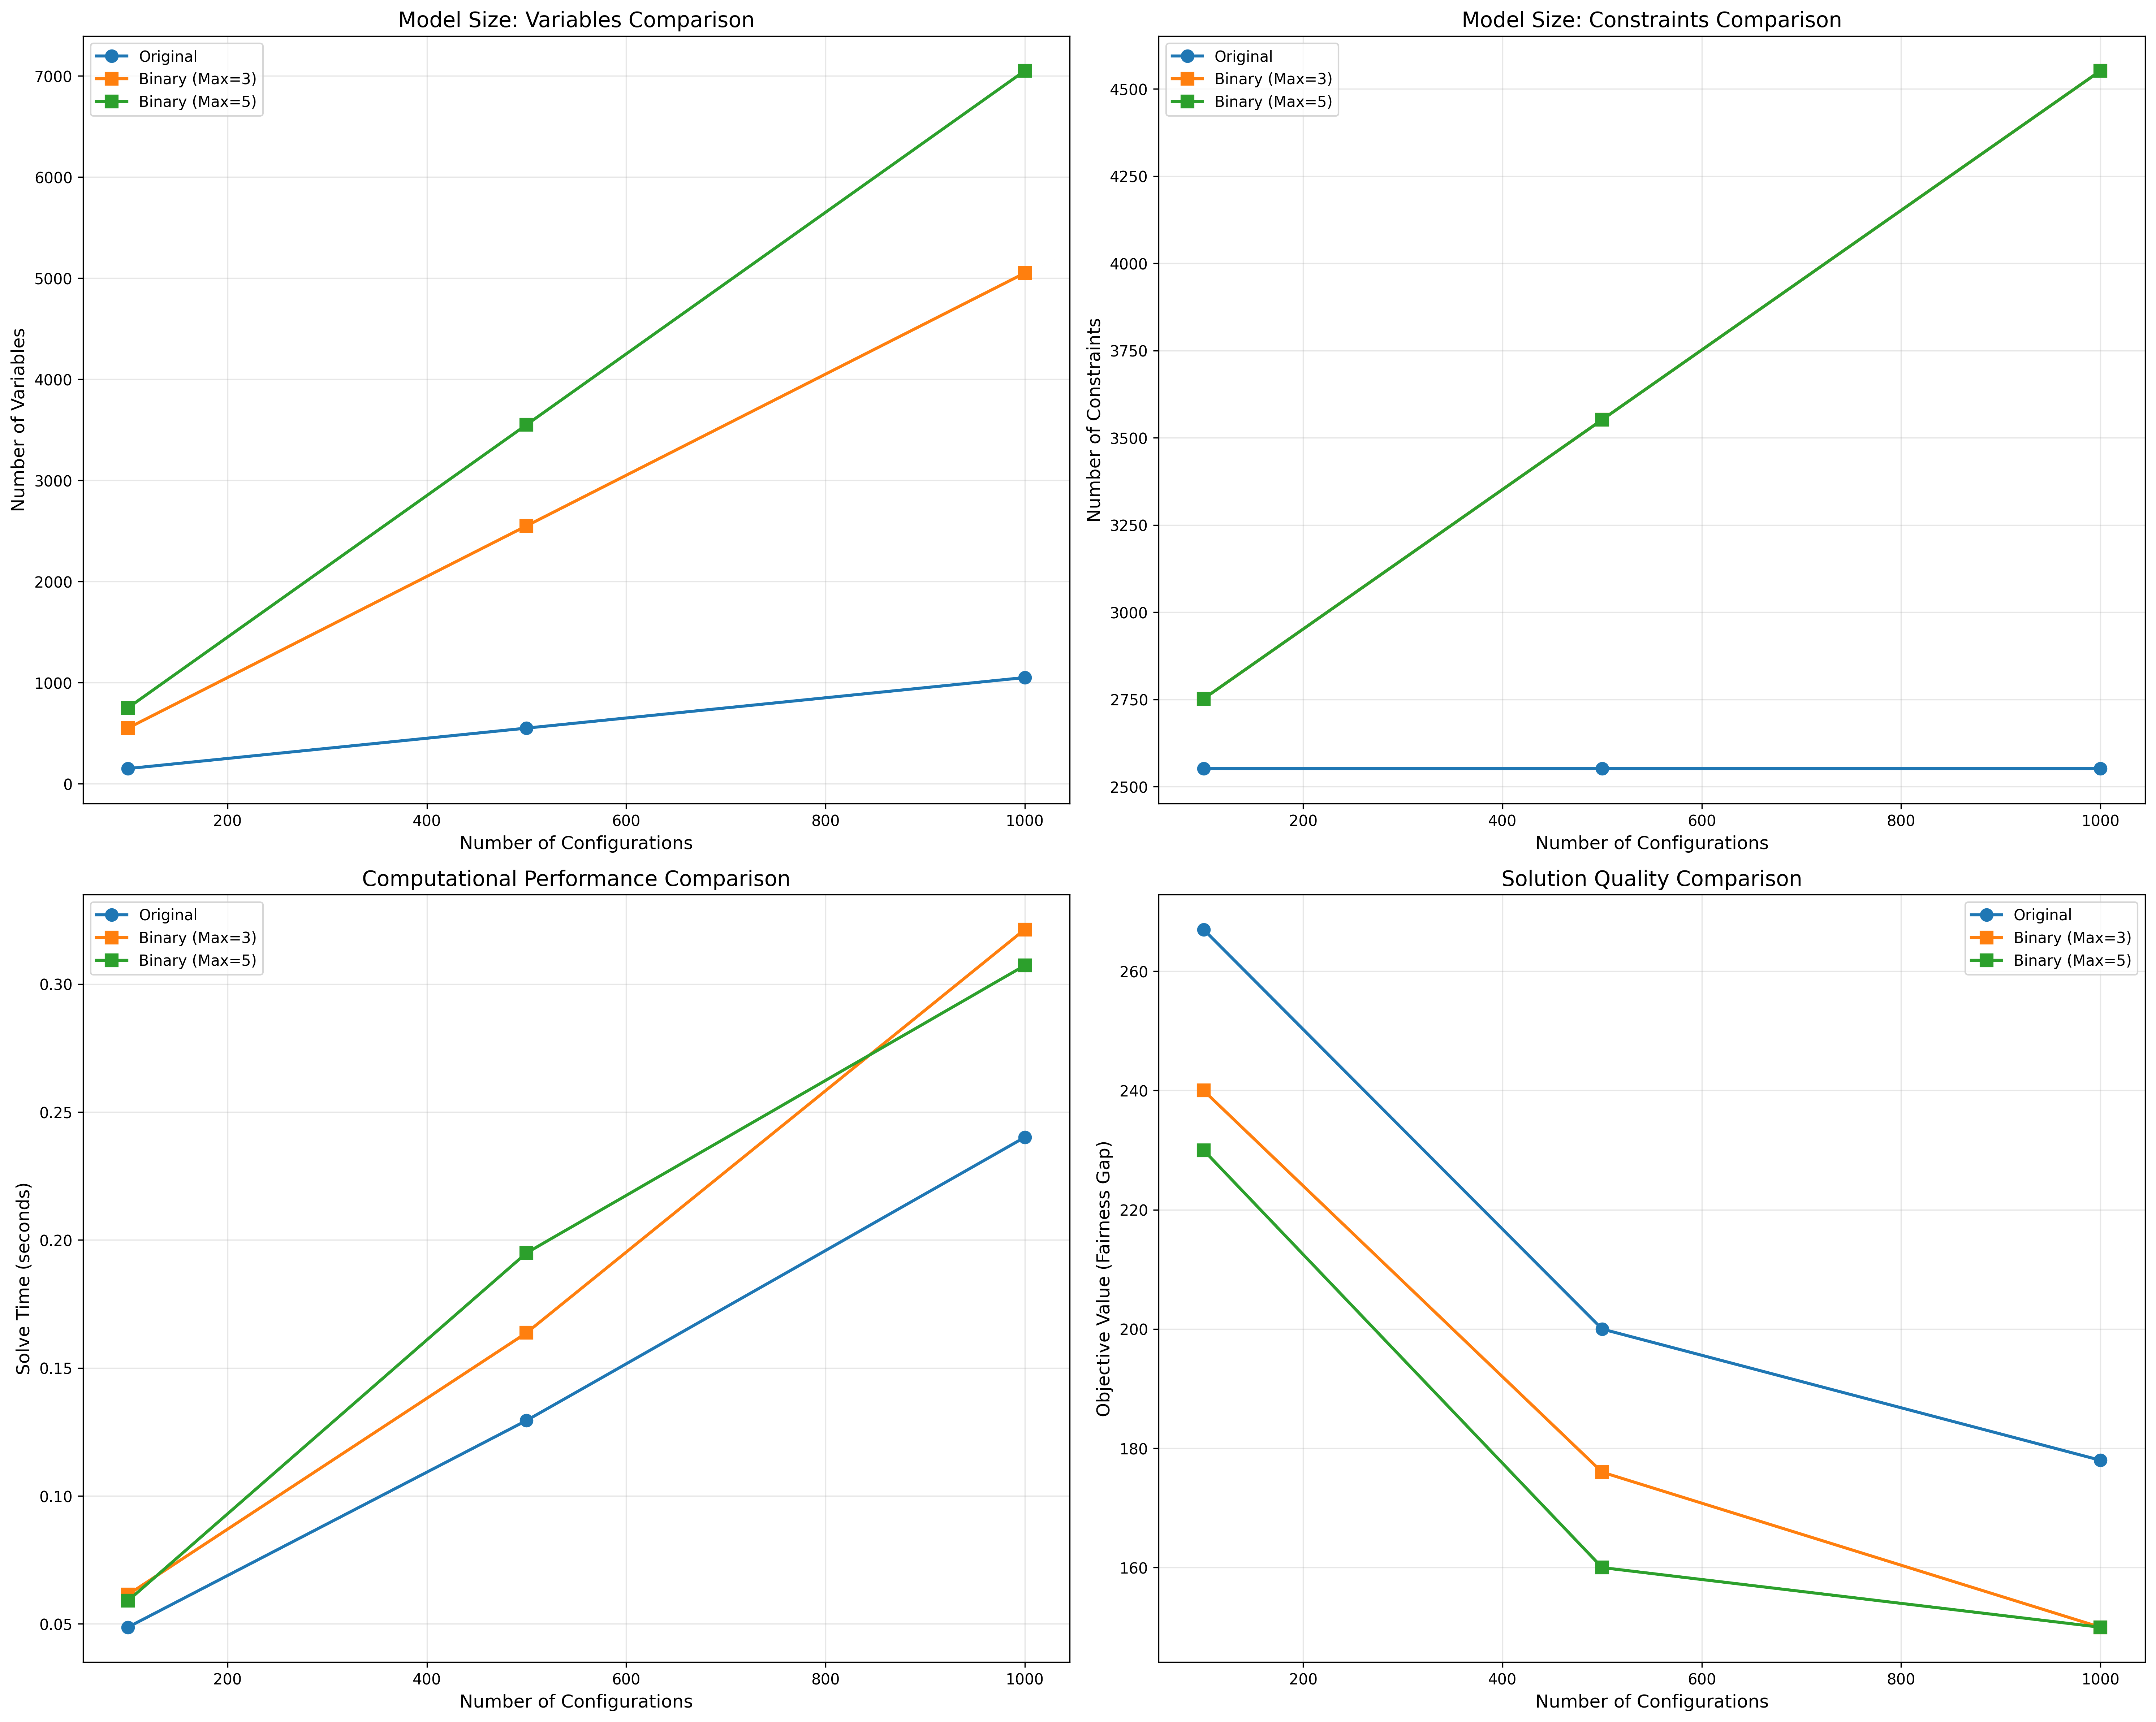 Model Size: Variables Comparison
Original
Binary (Max=3)
Binary (Max=5)
Number of Variables
7000
6000
5000
4000
3000
2000
1000
0
200 400 600 800 1000
Number of Configurations
Model Size: Constraints Comparison
Original
Binary (Max=3)
Binary (Max=5)
Number of Constraints
4500
4250
4000
3750
3500
3250
3000
2750
2500
200 400 600 800 1000
Number of Configurations
Computational Performance Comparison
Original
Binary (Max=3)
Binary (Max=5)
Solve Time (seconds)
0.30
0.25
0.20
0.15
0.10
0.05
200 400 600 800 1000
Number of Configurations
Solution Quality Comparison
Original
Binary (Max=3)
Binary (Max=5)
Objective Value (Fairness Gap)
260
240
220
200
180
160
200 400 600 800 1000
Number of Configurations